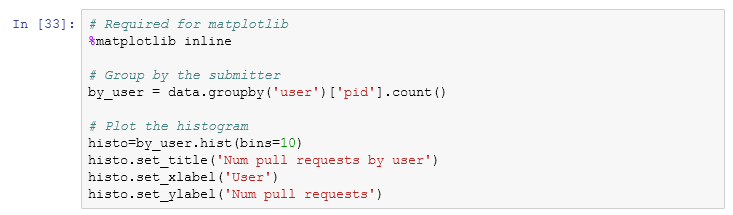 In [33]: # Required for matplotlib
%matplotlib inline
# Group by the submitter
by_user = data.groupby('user')['pid'].count()
# Plot the histogram
histo=by_user.hist(bins=10)
histo.set_title('Num pull requests by user')
histo.set_xlabel('User')
histo.set_ylabel('Num pull requests')